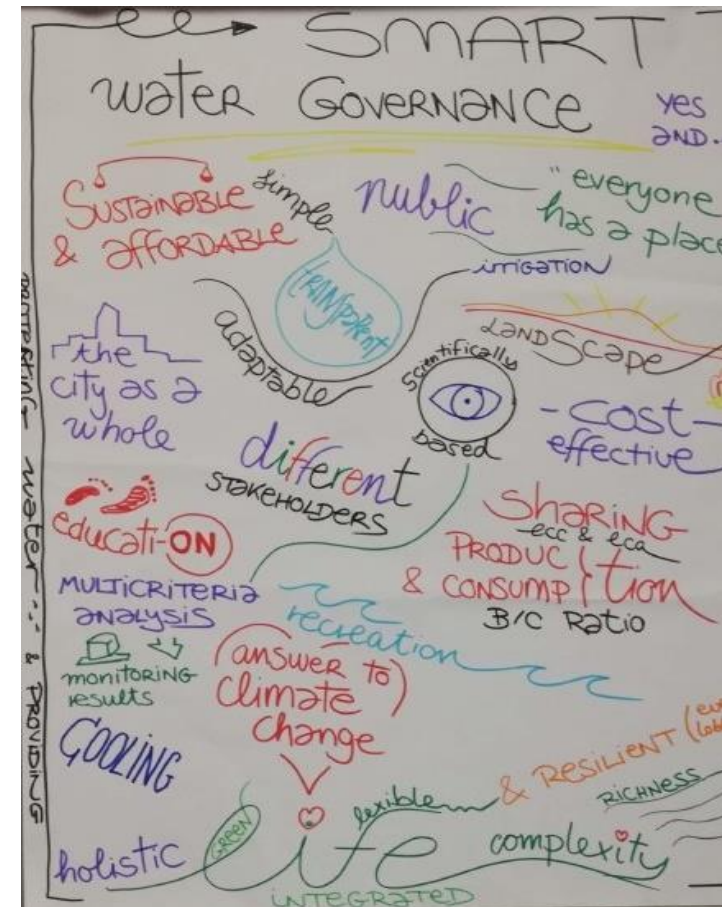 SMART
water GOVERNANCE
yes
AND.
SUSTAINABLE
& AFFORDABLE
simple
nublic
"everyone
has a place
irrigation
transparent
adaptable
LANDScape
the
city as a
whole
Scientifically
based
-cost-
effective
different
STAKEHOLDERS
SHARING
ecc & eca
PRODUC
& CONSUMP tion
B/C Ratio
educati-ON
MULTICRITERIA
ANALYSIS
recreation
monitoring
results
(answer to)
climate
change
COOLING
& RESILIENT
RICHNESS
lexible
holistic
GREEN
life
complexity
INTEGRATED
water
& PROVIDING